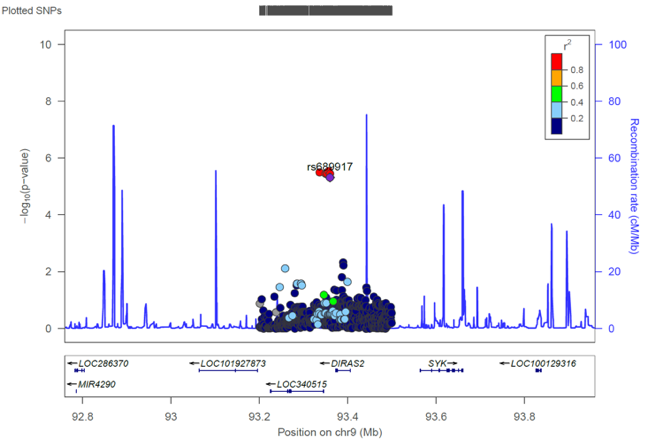 Plotted SNPs
10
8
6
4
2
0
−log10(p−value)
100
80
60
40
20
0
Recombination rate (cM/Mb)
r2
0.8
0.6
0.4
0.2
rs689917
LOC286370
LOC101927873
DIRAS2
SYK
LOC100129316
MIR4290
LOC340515
92.8
93
93.2
93.4
93.6
93.8
Position on chr9 (Mb)